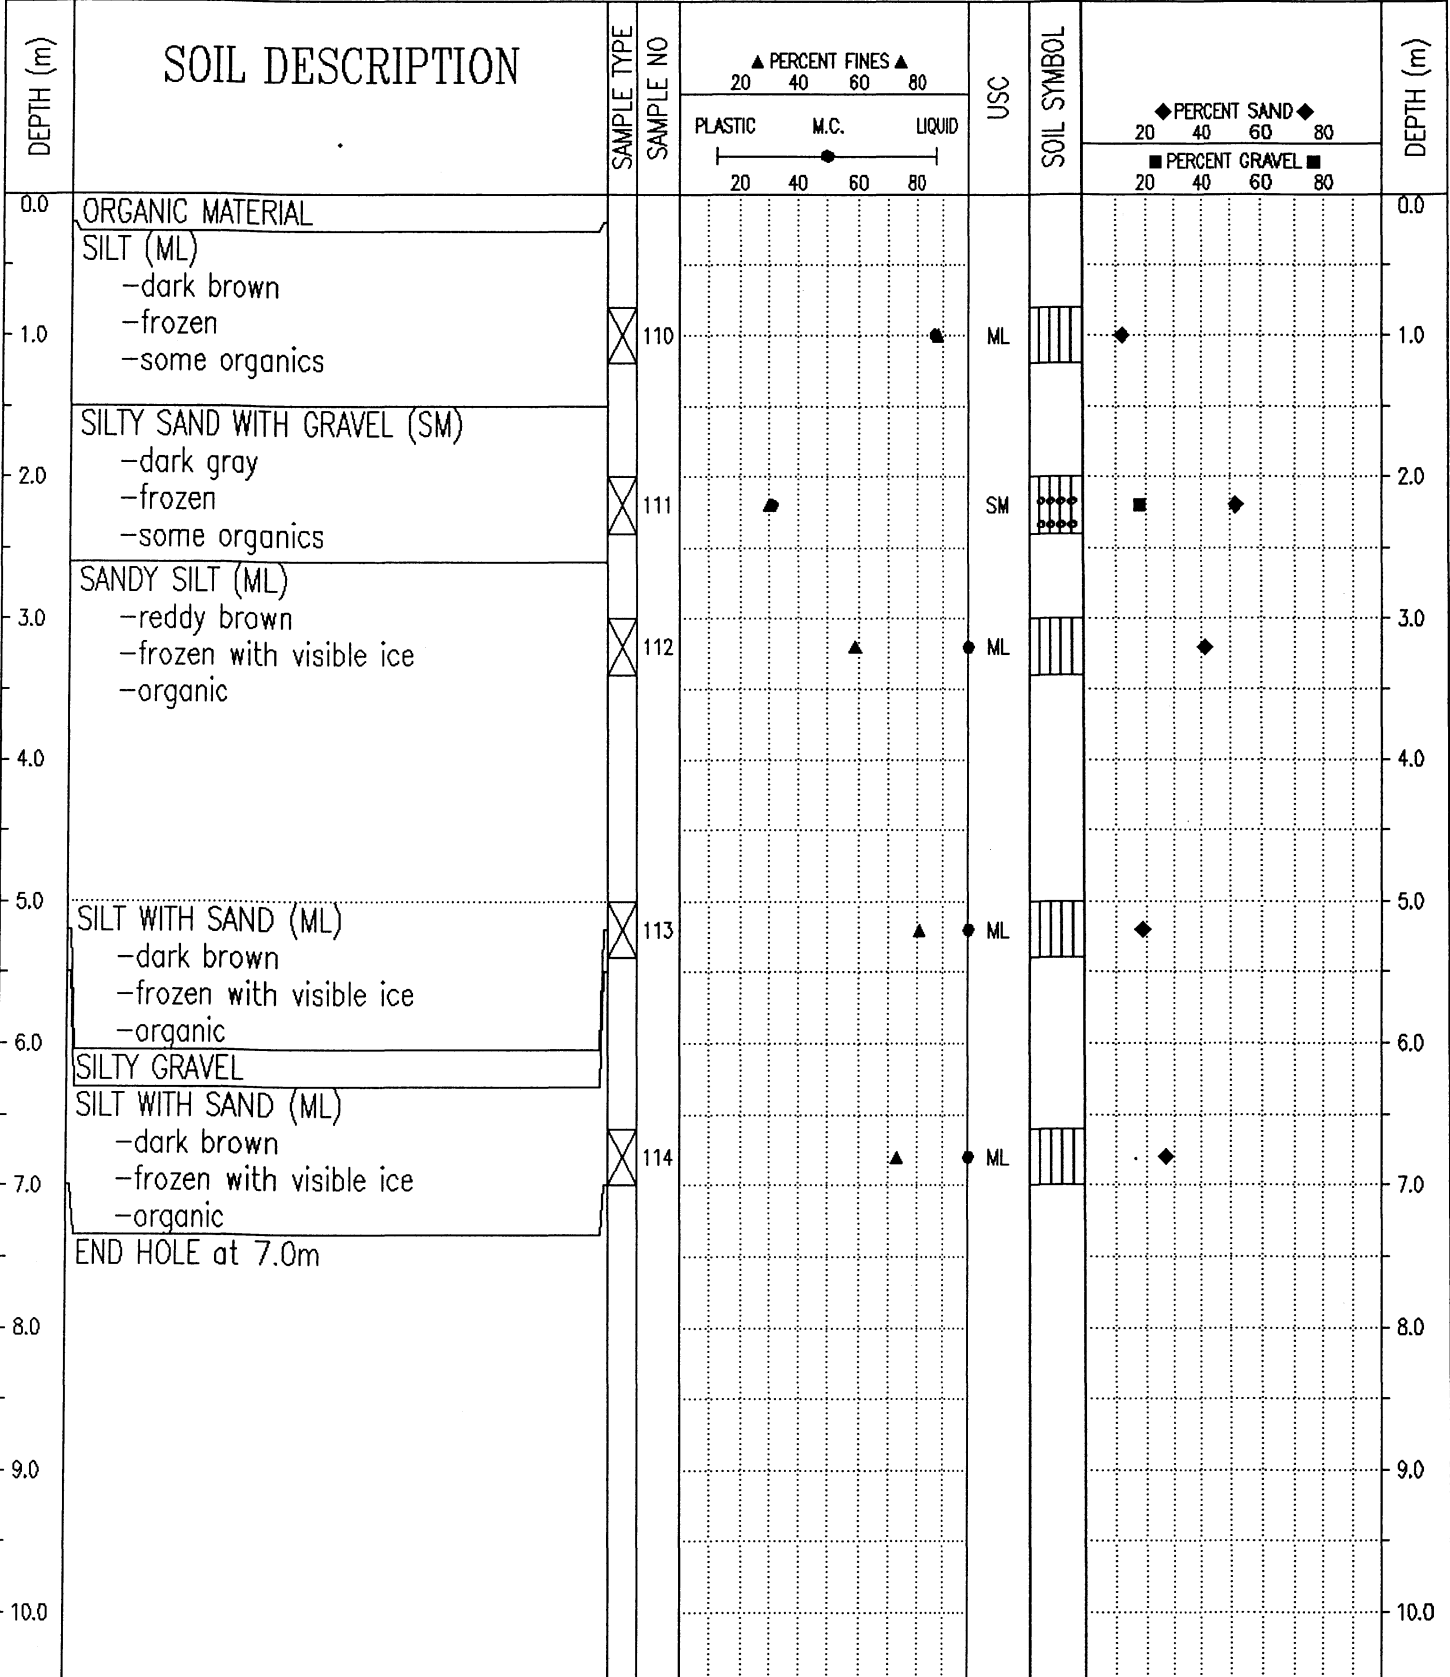 DEPTH (m)
SOIL DESCRIPTION
SAMPLE TYPE
SAMPLE NO
▲ PERCENT FINES ▲
20 40 60 80
PLASTIC M.C. LIQUID
20 40 60 80
USC
SOIL SYMBOL
◆ PERCENT SAND ◆
20 40 60 80
■ PERCENT GRAVEL ■
20 40 60 80
DEPTH (m)
0.0 ORGANIC MATERIAL 0.0
SILT (ML)
-dark brown
-frozen
1.0 110 ML 1.0
-some organics
SILTY SAND WITH GRAVEL (SM)
-dark gray
2.0 2.0
-frozen 111 SM
-some organics
SANDY SILT (ML)
3.0 -reddy brown 3.0
-frozen with visible ice 112 ML
-organic
4.0 4.0
5.0 5.0
SILT WITH SAND (ML) 113 ML
-dark brown
-frozen with visible ice
-organic
6.0 6.0
SILTY GRAVEL
SILT WITH SAND (ML)
-dark brown 114 ML
-frozen with visible ice
7.0 7.0
-organic
END HOLE at 7.0m
8.0 8.0
9.0 9.0
10.0 10.0